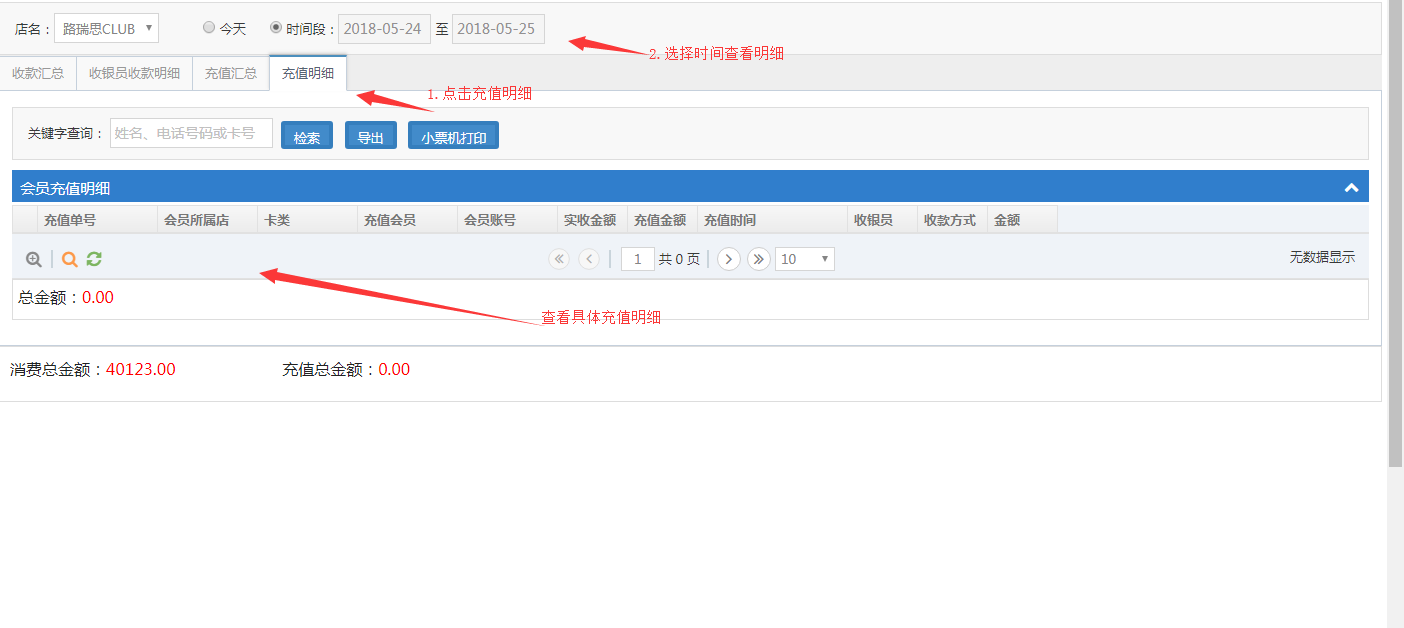 店名： 路瑞思CLUB 今天 时间段： 2018-05-24 至 2018-05-25
2. 选择时间查看明细
收款汇总 收银员收款明细 充值汇总 充值明细
1. 点击充值明细
关键字查询： 姓名、电话号码或卡号 检索 导出 小票机打印
会员充值明细
充值单号 会员所属店 卡类 充值会员 会员账号 实收金额 充值金额 充值时间 收银员 收款方式 金额
1 共 0 页 10 无数据显示
总金额：0.00
查看具体充值明细
消费总金额：40123.00 充值总金额：0.00